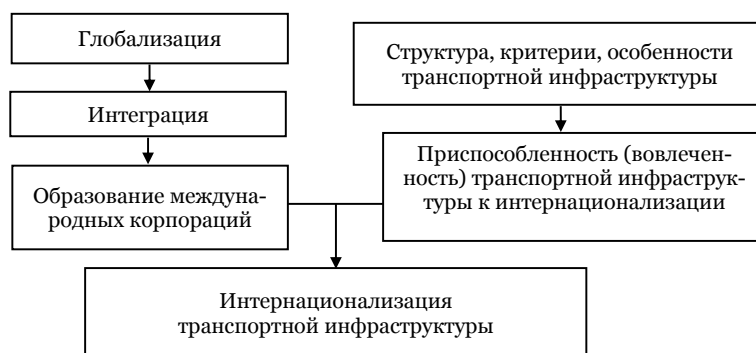 Глобализация
Интеграция
Образование междуна-
родных корпораций
Структура, критерии, особенности
транспортной инфраструктуры
Приспособленность (вовлечен-
ность) транспортной инфраструк-
туры к интернационализации
Интернационализация
транспортной инфраструктуры